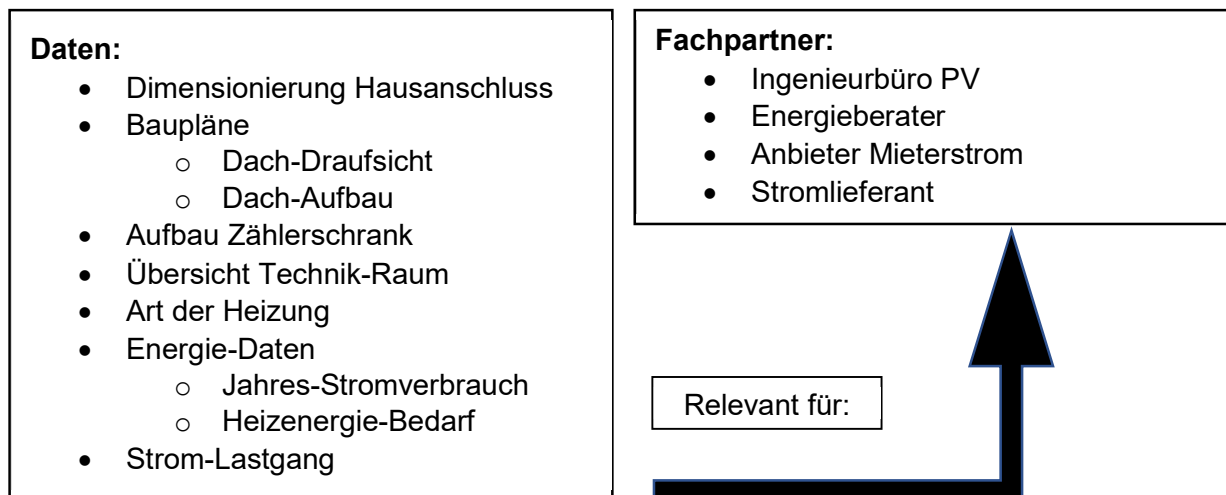 Daten:
• Dimensionierung Hausanschluss
• Baupläne
o Dach-Draufsicht
o Dach-Aufbau
• Aufbau Zählerschrank
• Übersicht Technik-Raum
• Art der Heizung
• Energie-Daten
o Jahres-Stromverbrauch
o Heizenergie-Bedarf
• Strom-Lastgang
Fachpartner:
• Ingenieurbüro PV
• Energieberater
• Anbieter Mieterstrom
• Stromlieferant
Relevant für: